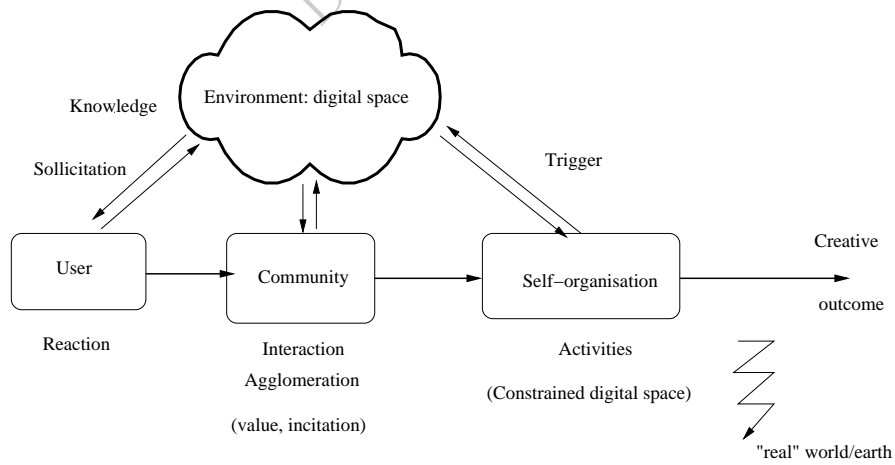 Environment: digital space
Knowledge
Sollicitation
Trigger
User
Community
Self−organisation
Creative
outcome
Reaction
Interaction
Agglomeration
(value, incitation)
Activities
(Constrained digital space)
"real" world/earth